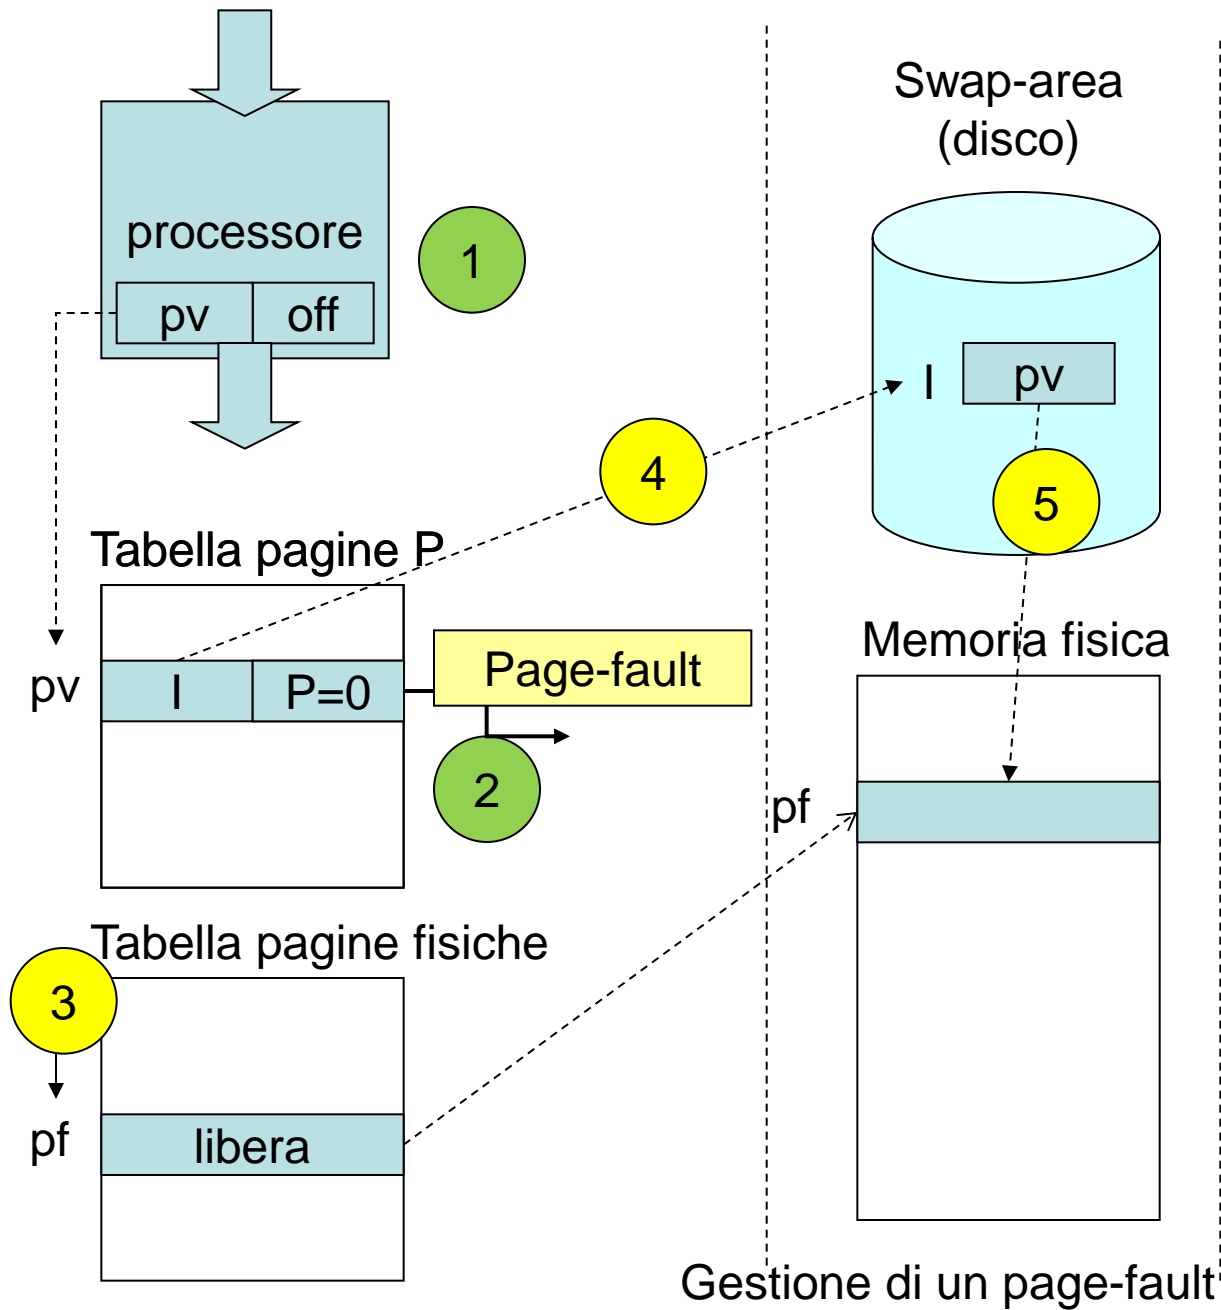 processore
pv
off
1
Swap-area
(disco)
I
pv
4
5
Tabella pagine P
pv
I
P=0
Page-fault
2
Memoria fisica
pf
Tabella pagine fisiche
3
pf
libera
Gestione di un page-fault